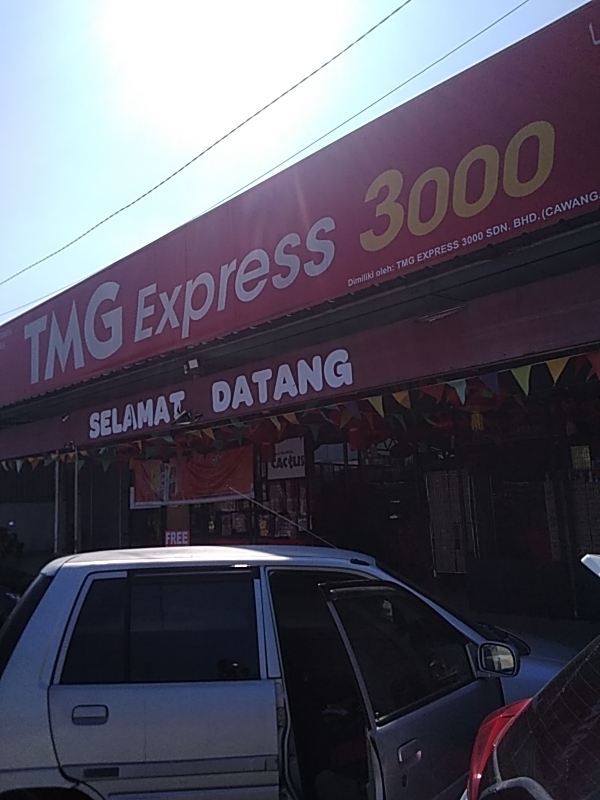 TMG Express 3000
Dimiliki oleh: TMG EXPRESS 3000 SDN. BHD. (CAWANG
SELAMAT DATANG
CACTUS
FREE